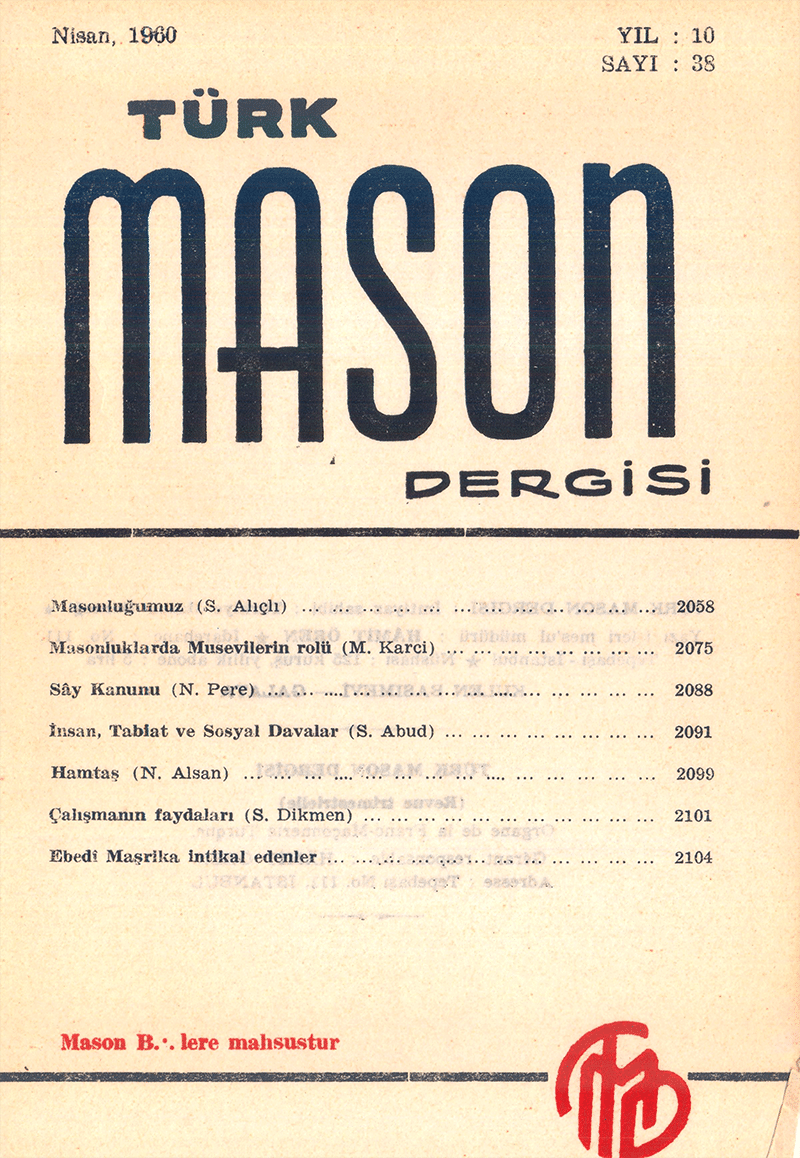 Nisan, 1960
YIL : 10
SAYI : 38
TÜRK
MASON
DERGİSİ
Masonluğumuz (S. Alıçlı) ... ... ... ... ... ... ... ... ... ... 2058
Masonluklarda Musevilerin rolü (M. Karci) ... ... ... ... ... ... 2075
Sây Kanunu (N. Pere) ... ... .... ... ... ... ... .... ... ... ... ... 2088
İnsan, Tabiat ve Sosyal Davalar (S. Abud) ... ... ... ... ... ... 2091
Hamtaş (N. Alsan) ... ... ... .... ... ... ... ... .... ... ... ... ... 2099
Çalışmanın faydaları (S. Dikmen) ... ... ... ... ... ... ... ... 2101
Ebedî Maşrika intikal edenler ... ... ... ... ... ... ... ... ... 2104
Mason B.·. lere mahsustur
TMD